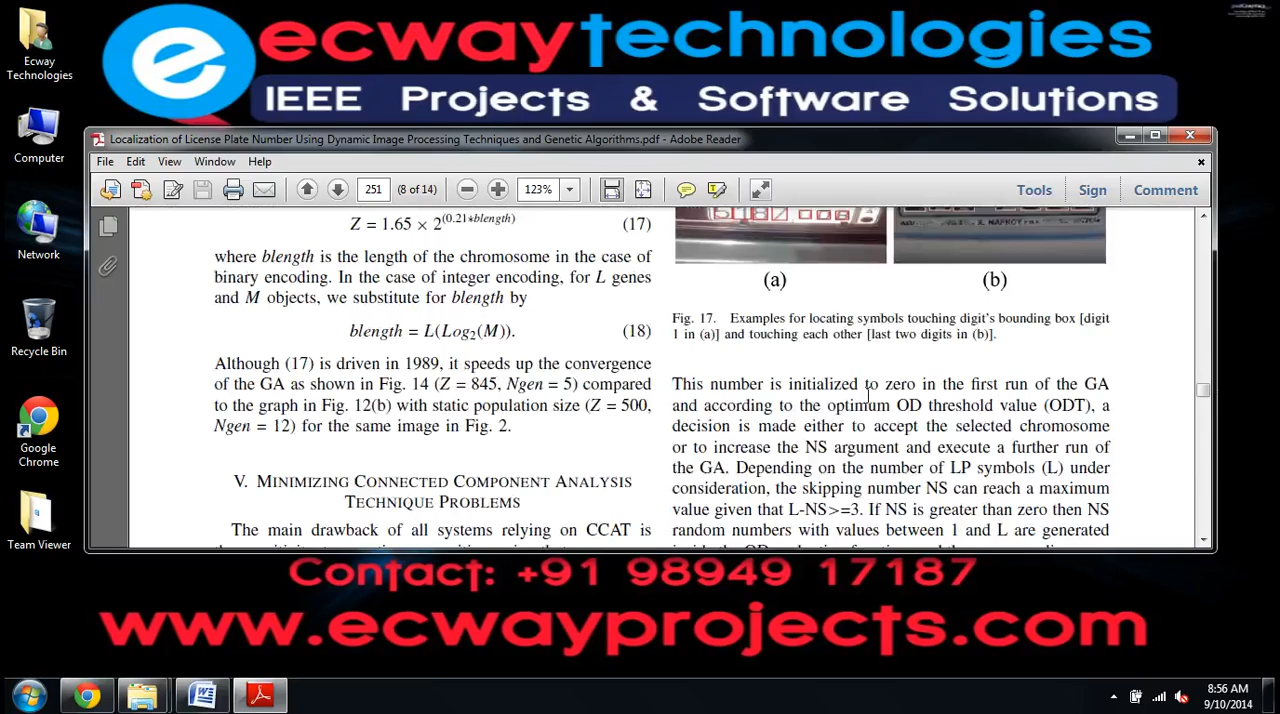 ecway technologies
IEEE Projects & Software Solutions
Ecway
Technologies
Computer
Network
Recycle Bin
Google
Chrome
Team Viewer
Localization of License Plate Number Using Dynamic Image Processing Techniques and Genetic Algorithms.pdf - Adobe Reader
File Edit View Window Help
251 (8 of 14) 123% Tools Sign Comment
Z = 1.65 × 2^(0.21*blength) (17)
where blength is the length of the chromosome in the case of
binary encoding. In the case of integer encoding, for L genes
and M objects, we substitute for blength by
blength = L(Log₂(M)). (18)
Although (17) is driven in 1989, it speeds up the convergence
of the GA as shown in Fig. 14 (Z = 845, Ngen = 5) compared
to the graph in Fig. 12(b) with static population size (Z = 500,
Ngen = 12) for the same image in Fig. 2.
V. MINIMIZING CONNECTED COMPONENT ANALYSIS
TECHNIQUE PROBLEMS
The main drawback of all systems relying on CCAT is
(a) (b)
Fig. 17. Examples for locating symbols touching digit's bounding box [digit
1 in (a)] and touching each other [last two digits in (b)].
This number is initialized to zero in the first run of the GA
and according to the optimum OD threshold value (ODT), a
decision is made either to accept the selected chromosome
or to increase the NS argument and execute a further run of
the GA. Depending on the number of LP symbols (L) under
consideration, the skipping number NS can reach a maximum
value given that L-NS>=3. If NS is greater than zero then NS
random numbers with values between 1 and L are generated
Contact: +91 98949 17187
www.ecwayprojects.com
8:56 AM
9/10/2014